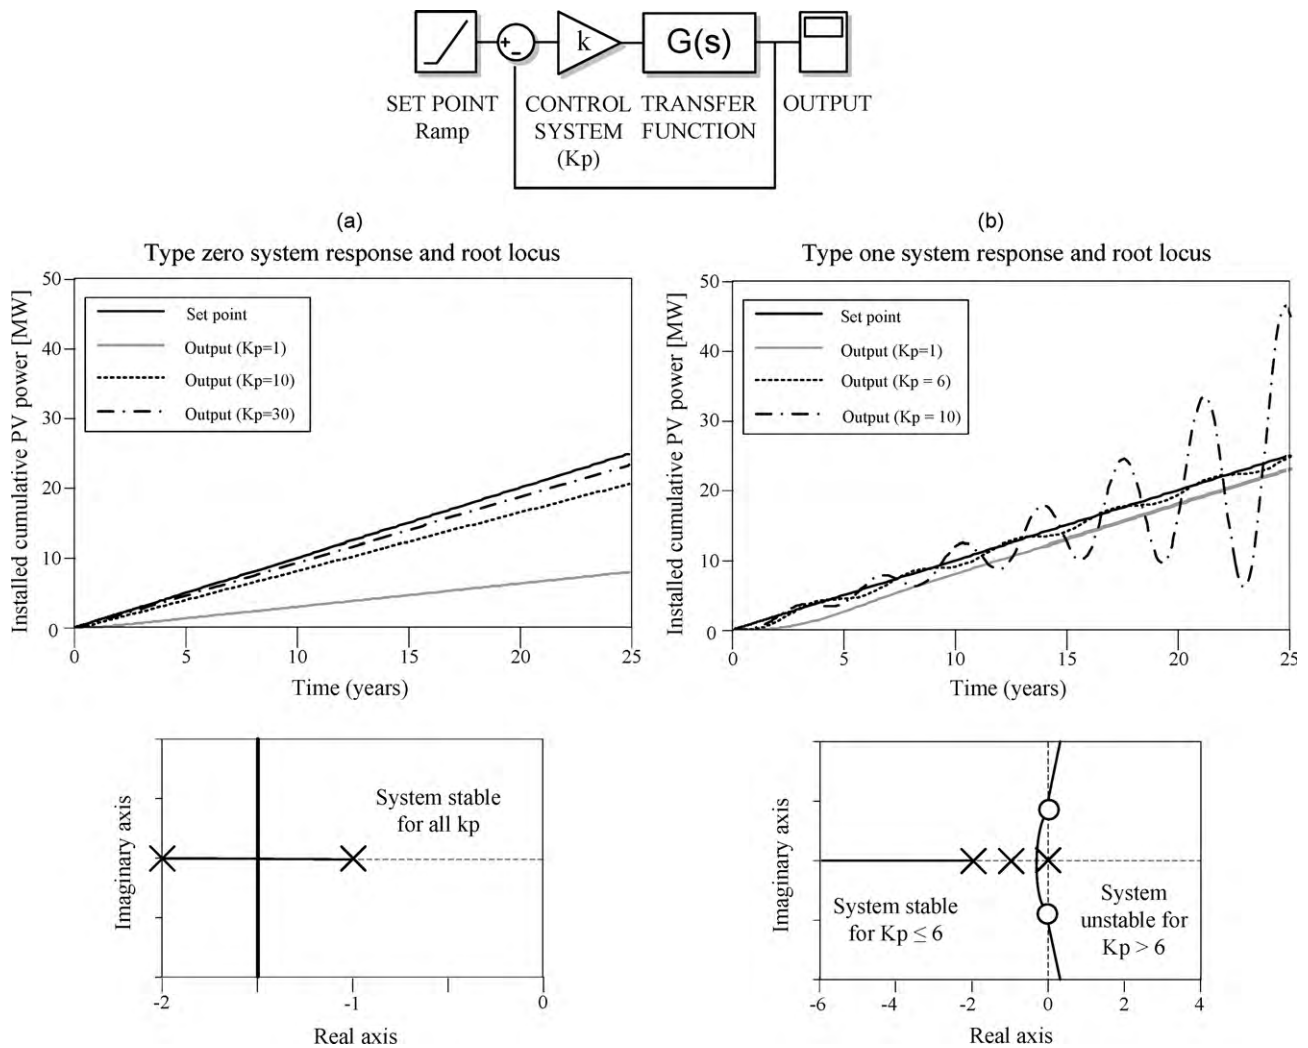 +
-
k
G(s)
SET POINT
Ramp
CONTROL
SYSTEM
(Kp)
TRANSFER
FUNCTION
OUTPUT
(a)
Type zero system response and root locus
Installed cumulative PV power [MW]
50
40
30
20
10
0
Set point
Output (Kp=1)
Output (Kp=10)
Output (Kp=30)
0
5
10
15
20
25
Time (years)
Imaginary axis
System stable
for all kp
-2
-1
0
Real axis
(b)
Type one system response and root locus
Installed cumulative PV power [MW]
50
40
30
20
10
0
Set point
Output (Kp=1)
Output (Kp = 6)
Output (Kp = 10)
0
5
10
15
20
25
Time (years)
Imaginary axis
System stable
for Kp ≤ 6
System
unstable for
Kp > 6
-6
-4
-2
0
2
4
Real axis